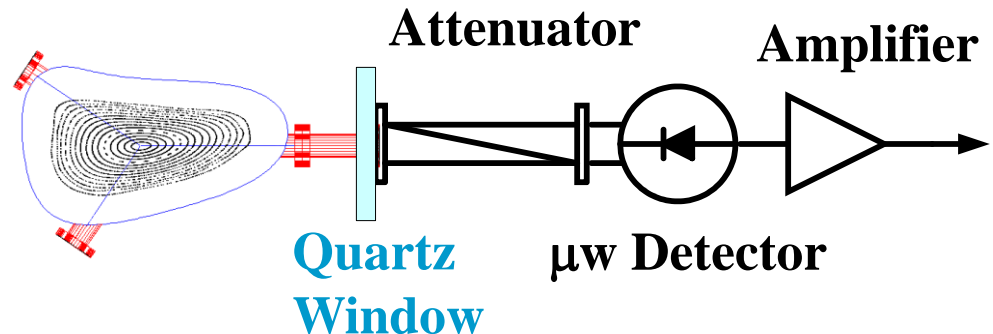 Attenuator
Amplifier
Quartz
Window
μw Detector